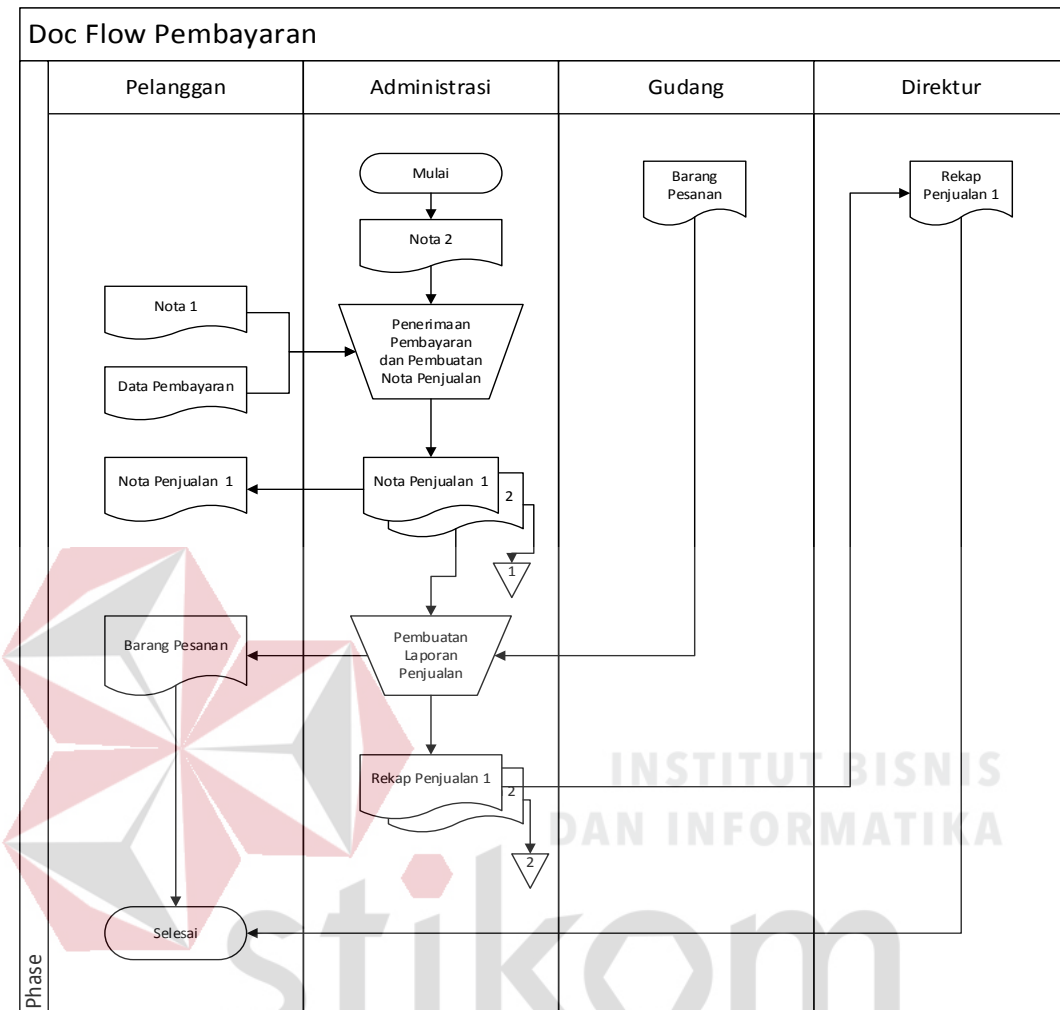 Doc Flow Pembayaran
Pelanggan
Administrasi
Gudang
Direktur
Mulai
Barang
Pesanan
Rekap
Penjualan 1
Nota 2
Nota 1
Penerimaan
Pembayaran
dan Pembuatan
Nota Penjualan
Data Pembayaran
Nota Penjualan 1
Nota Penjualan 1
2
1
Barang Pesanan
Pembuatan
Laporan
Penjualan
Rekap Penjualan 1
2
2
Selesai
Phase
INSTITUT BISNIS
DAN INFORMATIKA
stikom